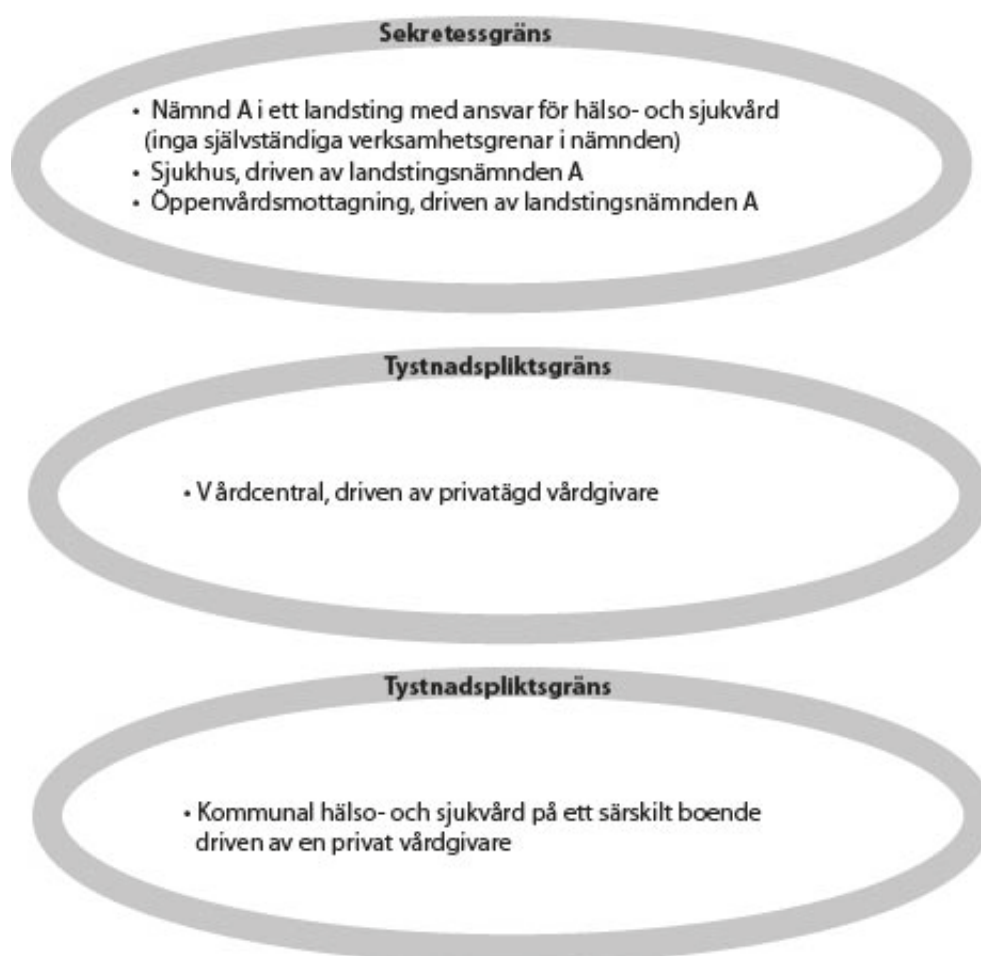 Sekretessgräns
• Nämnd A i ett landsting med ansvar för hälso- och sjukvård
(inga självständiga verksamhetsgrenar i nämnden)
• Sjukhus, driven av landstingsnämnden A
• Öppenvårdsmottagning, driven av landstingsnämnden A
Tystnadspliktsgräns
• Vårdcentral, driven av privatägd vårdgivare
Tystnadspliktsgräns
• Kommunal hälso- och sjukvård på ett särskilt boende
driven av en privat vårdgivare